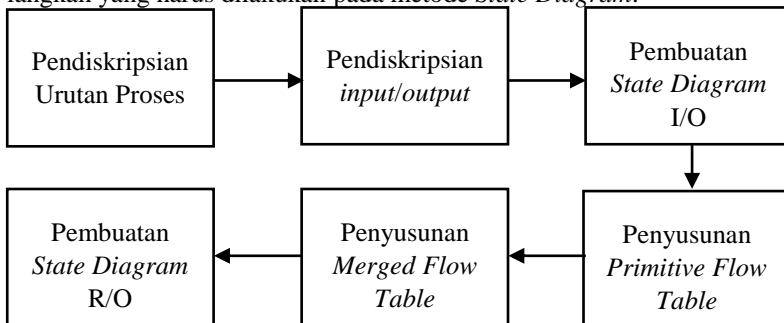 langkah yang harus dilakukan pada metode State Diagram.
Pendiskripsian
Urutan Proses
Pendiskripsian
input/output
Pembuatan
State Diagram
I/O
Penyusunan
Primitive Flow
Table
Penyusunan
Merged Flow
Table
Pembuatan
State Diagram
R/O